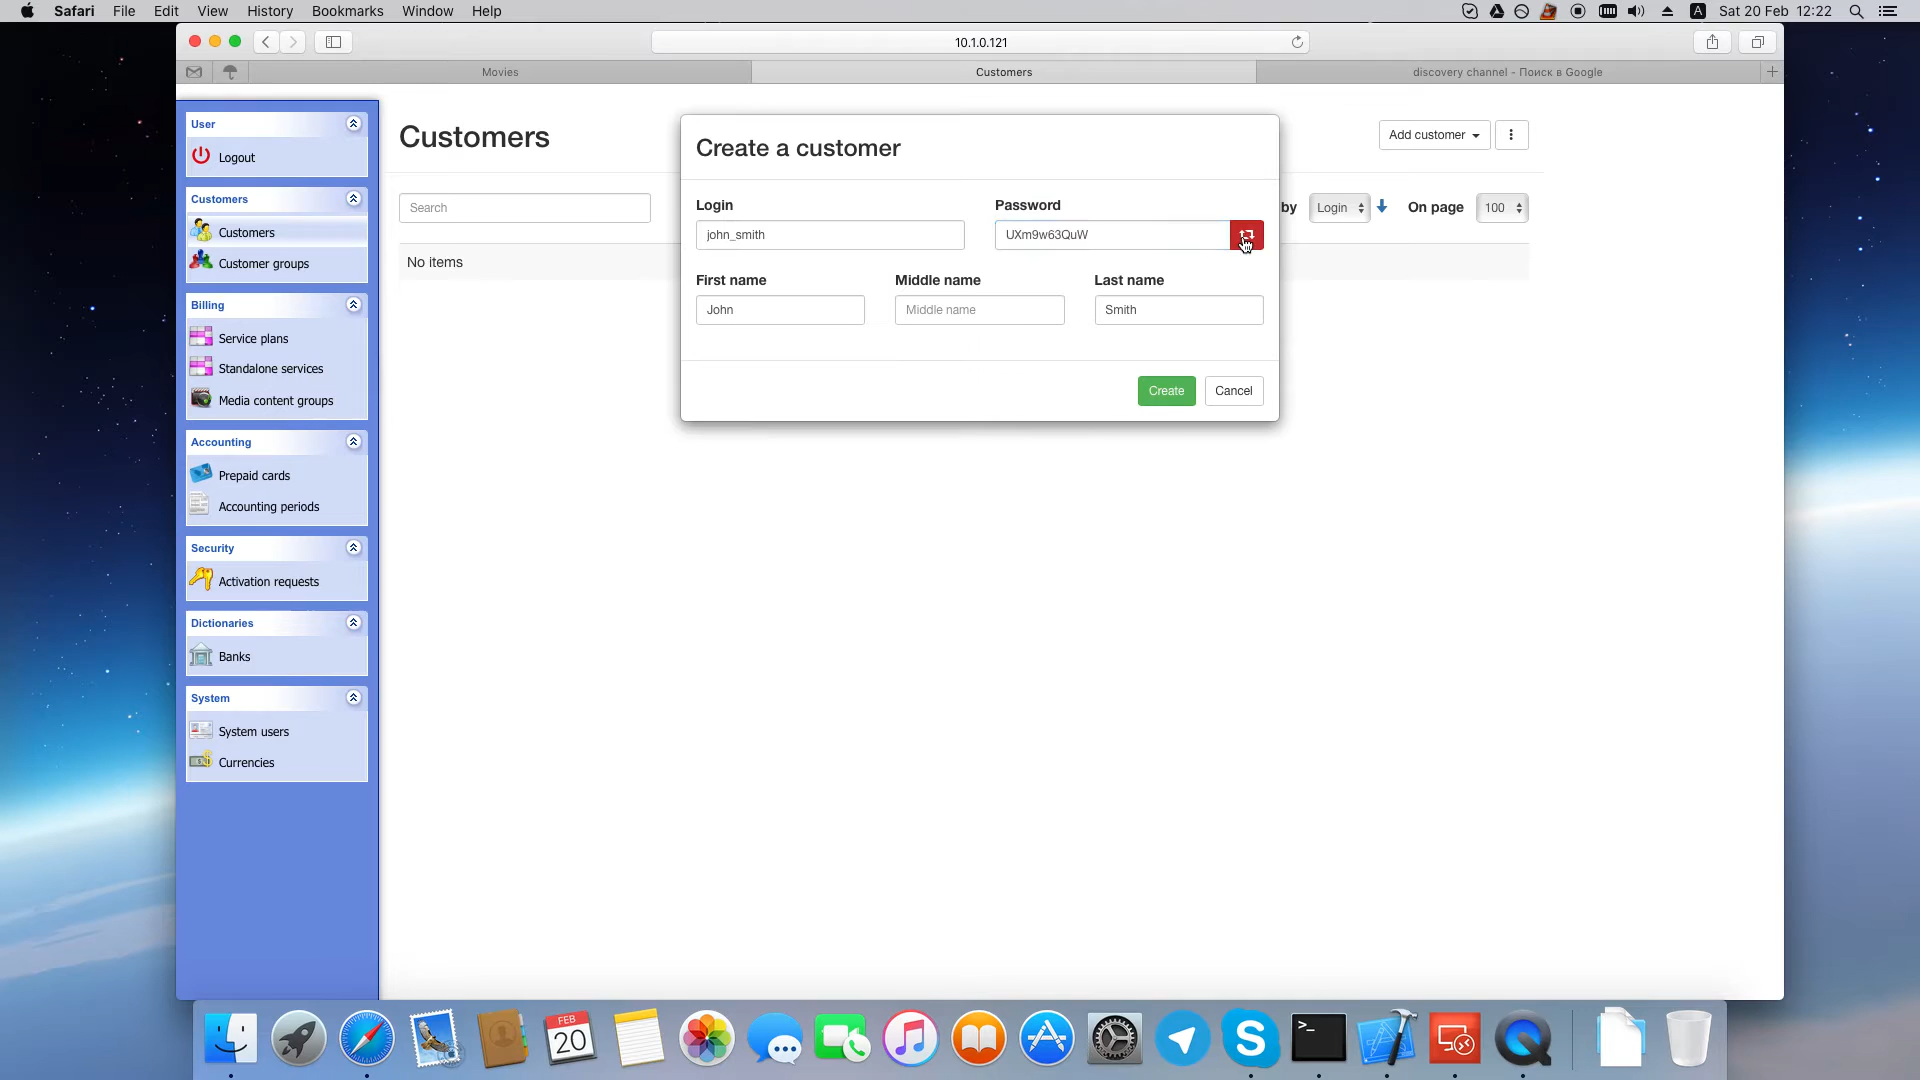 Safari File Edit View History Bookmarks Window Help
A Sat 20 Feb 12:22
10.1.0.121
Movies
Customers
discovery channel - Поиск в Google
User
Logout
Customers
Customers
Customer groups
Billing
Service plans
Standalone services
Media content groups
Accounting
Prepaid cards
Accounting periods
Security
Activation requests
Dictionaries
Banks
System
System users
Currencies
Customers
Add customer
Search
by Login On page 100
No items
Create a customer
Login Password
john_smith UXm9w63QuW
First name Middle name Last name
John Middle name Smith
Create Cancel
FEB
20